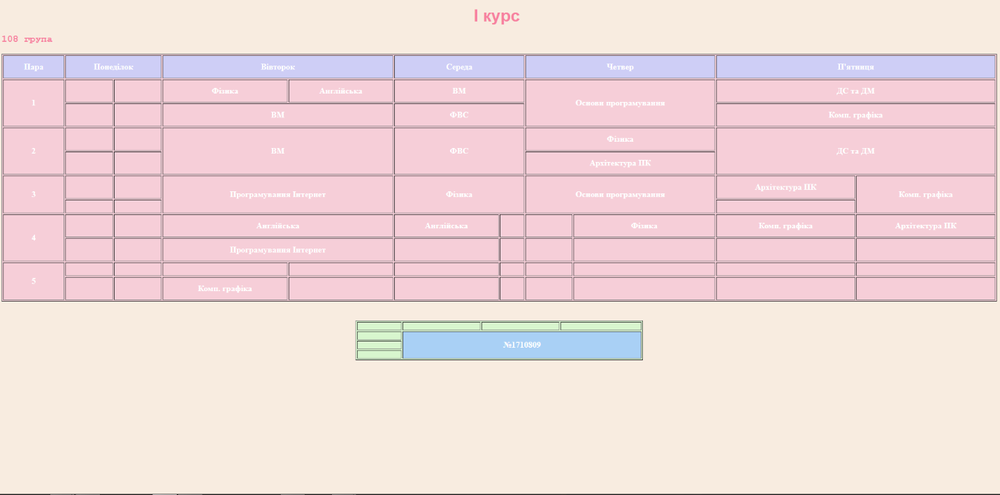 І курс
108 група
Пара Понеділок Вівторок Середа Четвер П'ятниця
1 Фізика Англійська ВМ Основи програмування ДС та ДМ
ВМ ФВС Комп. графіка
2 ВМ ФВС Фізика ДС та ДМ
Архітектура ПК
3 Програмування Інтернет Фізика Основи програмування Архітектура ПК Комп. графіка
4 Англійська Англійська Фізика Комп. графіка Архітектура ПК
Програмування Інтернет
5
Комп. графіка
№1710809